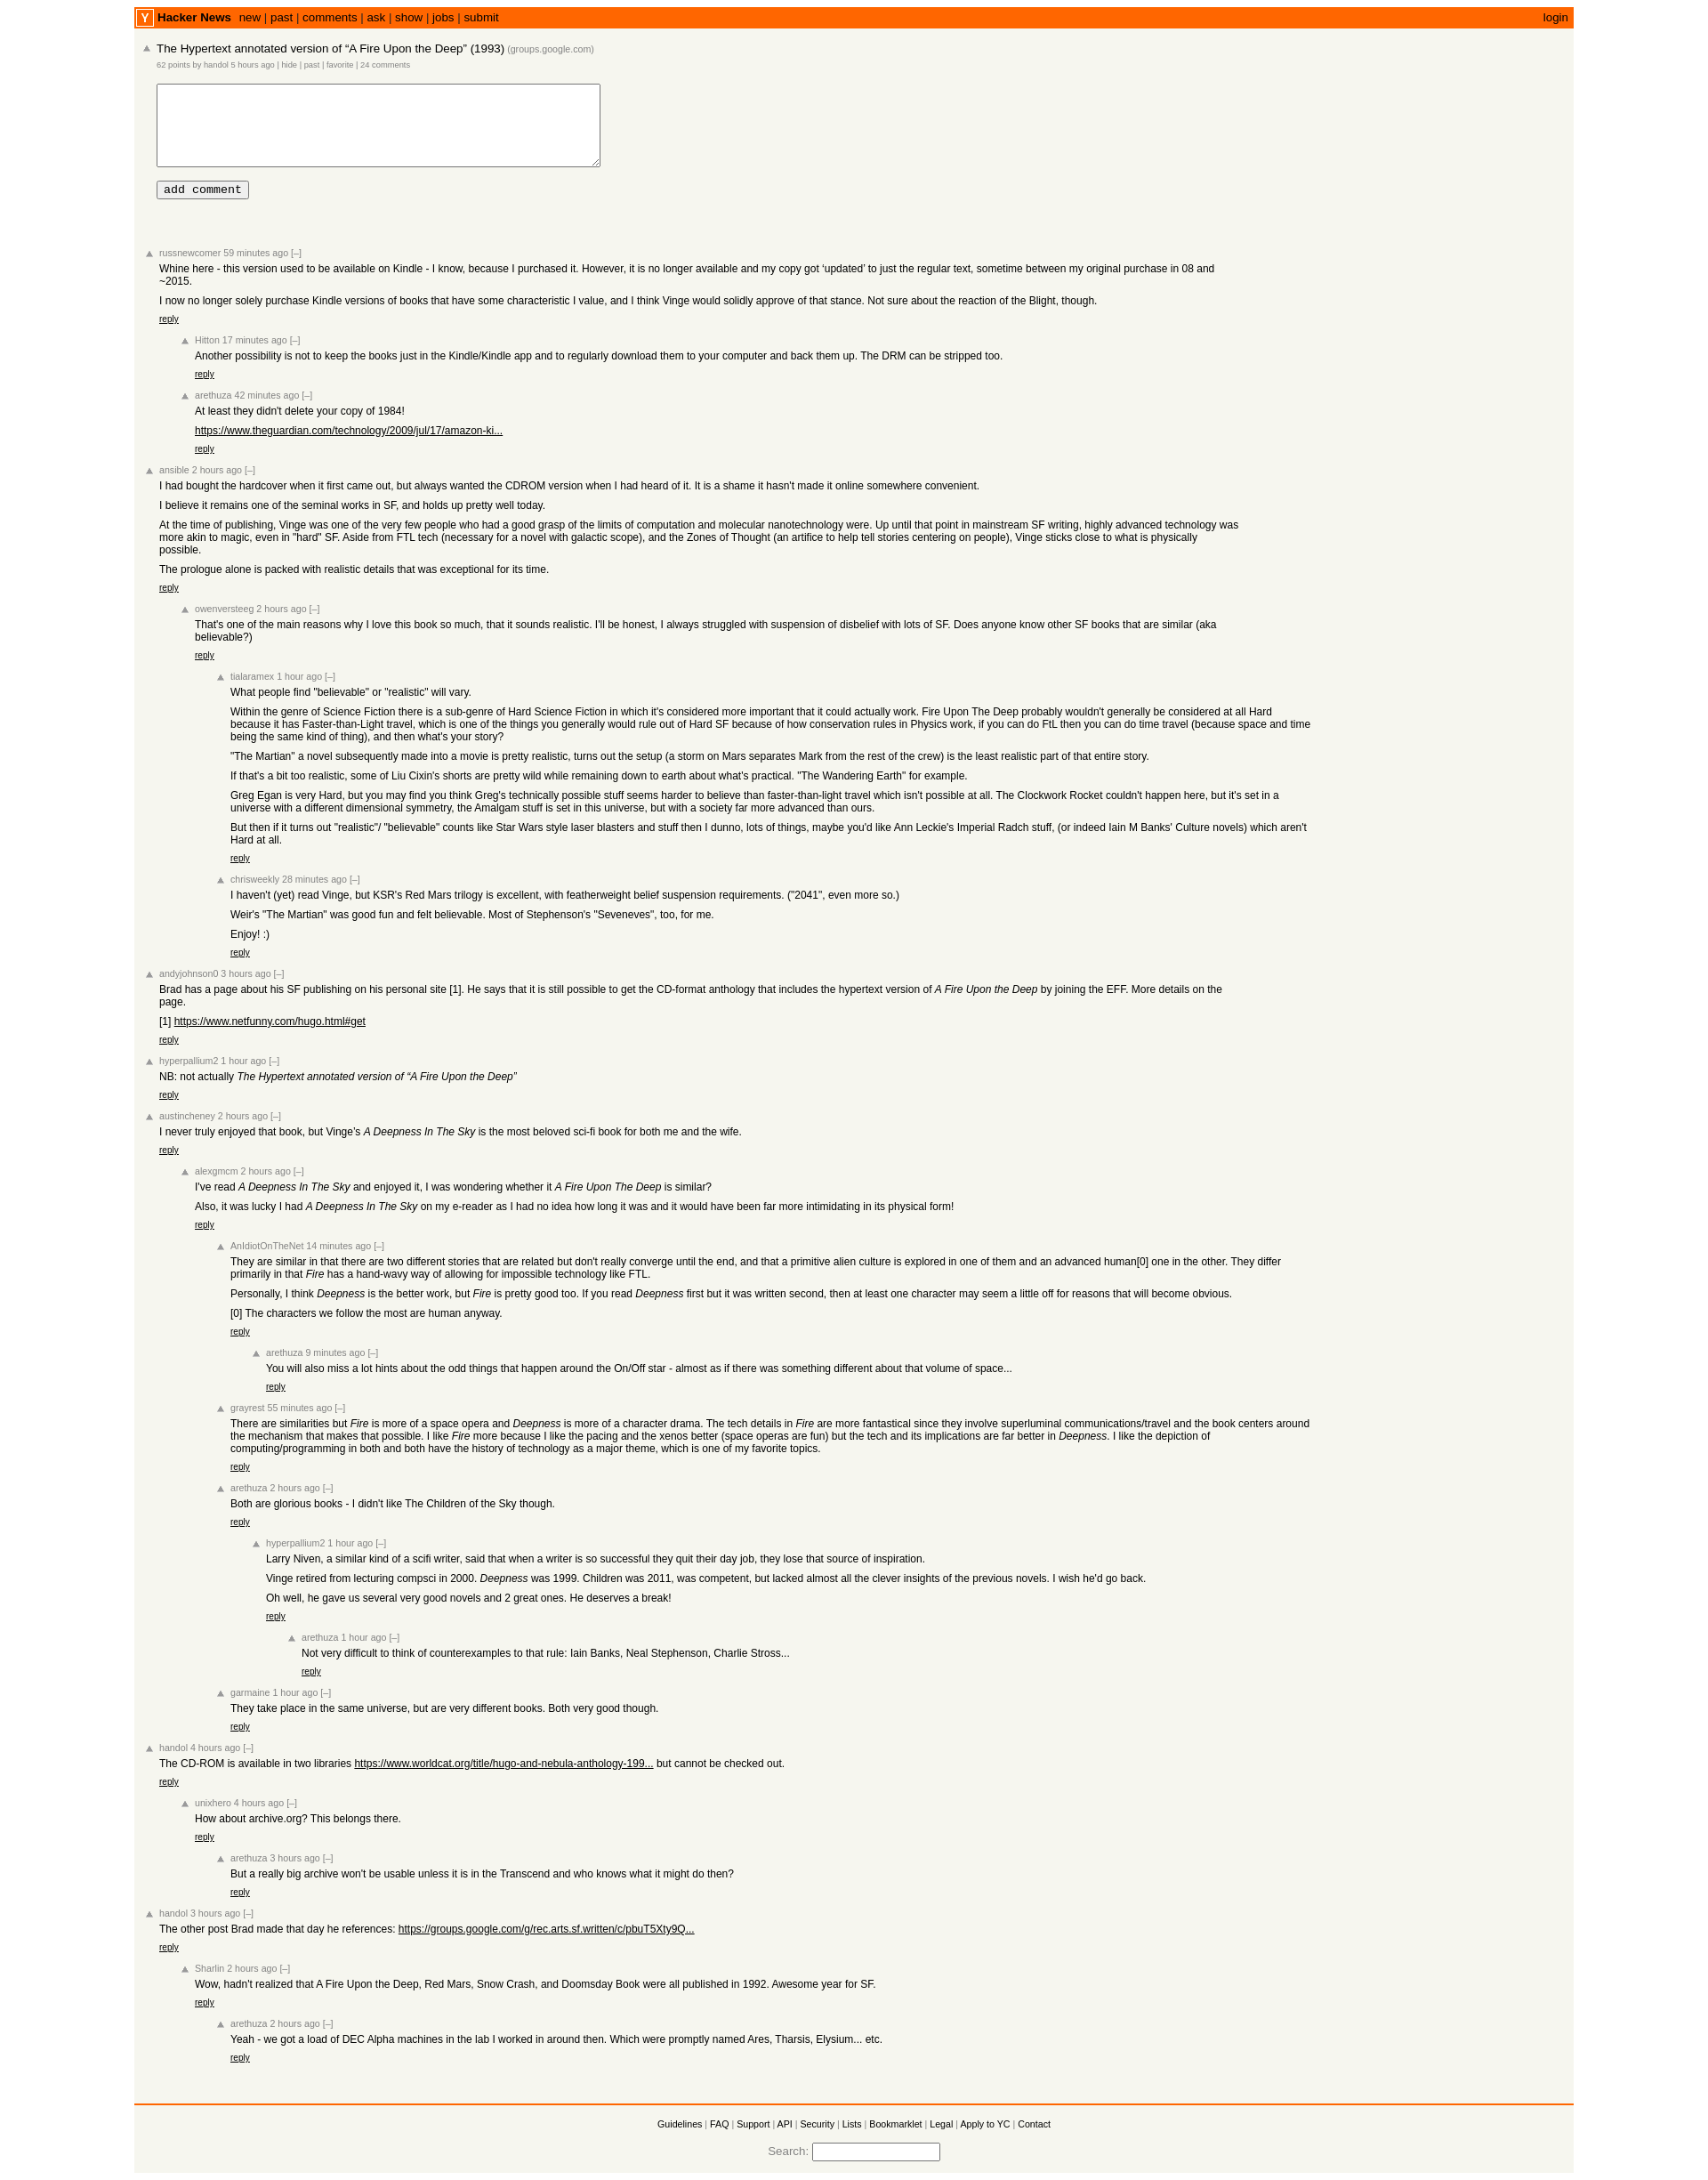 Y Hacker News new | past | comments | ask | show | jobs | submit login
The Hypertext annotated version of “A Fire Upon the Deep” (1993) (groups.google.com)
62 points by handol 5 hours ago | hide | past | favorite | 24 comments
add comment
russnewcomer 59 minutes ago [–]
Whine here - this version used to be available on Kindle - I know, because I purchased it. However, it is no longer available and my copy got ‘updated’ to just the regular text, sometime between my original purchase in 08 and
~2015.
I now no longer solely purchase Kindle versions of books that have some characteristic I value, and I think Vinge would solidly approve of that stance. Not sure about the reaction of the Blight, though.
reply
Hitton 17 minutes ago [–]
Another possibility is not to keep the books just in the Kindle/Kindle app and to regularly download them to your computer and back them up. The DRM can be stripped too.
reply
arethuza 42 minutes ago [–]
At least they didn't delete your copy of 1984!
https://www.theguardian.com/technology/2009/jul/17/amazon-ki...
reply
ansible 2 hours ago [–]
I had bought the hardcover when it first came out, but always wanted the CDROM version when I had heard of it. It is a shame it hasn't made it online somewhere convenient.
I believe it remains one of the seminal works in SF, and holds up pretty well today.
At the time of publishing, Vinge was one of the very few people who had a good grasp of the limits of computation and molecular nanotechnology were. Up until that point in mainstream SF writing, highly advanced technology was
more akin to magic, even in "hard" SF. Aside from FTL tech (necessary for a novel with galactic scope), and the Zones of Thought (an artifice to help tell stories centering on people), Vinge sticks close to what is physically
possible.
The prologue alone is packed with realistic details that was exceptional for its time.
reply
owenversteeg 2 hours ago [–]
That's one of the main reasons why I love this book so much, that it sounds realistic. I'll be honest, I always struggled with suspension of disbelief with lots of SF. Does anyone know other SF books that are similar (aka
believable?)
reply
tialaramex 1 hour ago [–]
What people find "believable" or "realistic" will vary.
Within the genre of Science Fiction there is a sub-genre of Hard Science Fiction in which it's considered more important that it could actually work. Fire Upon The Deep probably wouldn't generally be considered at all Hard
because it has Faster-than-Light travel, which is one of the things you generally would rule out of Hard SF because of how conservation rules in Physics work, if you can do FtL then you can do time travel (because space and time
being the same kind of thing), and then what's your story?
"The Martian" a novel subsequently made into a movie is pretty realistic, turns out the setup (a storm on Mars separates Mark from the rest of the crew) is the least realistic part of that entire story.
If that's a bit too realistic, some of Liu Cixin's shorts are pretty wild while remaining down to earth about what's practical. "The Wandering Earth" for example.
Greg Egan is very Hard, but you may find you think Greg's technically possible stuff seems harder to believe than faster-than-light travel which isn't possible at all. The Clockwork Rocket couldn't happen here, but it's set in a
universe with a different dimensional symmetry, the Amalgam stuff is set in this universe, but with a society far more advanced than ours.
But then if it turns out "realistic"/ "believable" counts like Star Wars style laser blasters and stuff then I dunno, lots of things, maybe you'd like Ann Leckie's Imperial Radch stuff, (or indeed Iain M Banks' Culture novels) which aren't
Hard at all.
reply
chrisweekly 28 minutes ago [–]
I haven't (yet) read Vinge, but KSR's Red Mars trilogy is excellent, with featherweight belief suspension requirements. ("2041", even more so.)
Weir's "The Martian" was good fun and felt believable. Most of Stephenson's "Seveneves", too, for me.
Enjoy! :)
reply
andyjohnson0 3 hours ago [–]
Brad has a page about his SF publishing on his personal site [1]. He says that it is still possible to get the CD-format anthology that includes the hypertext version of A Fire Upon the Deep by joining the EFF. More details on the
page.
[1] https://www.netfunny.com/hugo.html#get
reply
hyperpallium2 1 hour ago [–]
NB: not actually The Hypertext annotated version of “A Fire Upon the Deep”
reply
austincheney 2 hours ago [–]
I never truly enjoyed that book, but Vinge’s A Deepness In The Sky is the most beloved sci-fi book for both me and the wife.
reply
alexgmcm 2 hours ago [–]
I've read A Deepness In The Sky and enjoyed it, I was wondering whether it A Fire Upon The Deep is similar?
Also, it was lucky I had A Deepness In The Sky on my e-reader as I had no idea how long it was and it would have been far more intimidating in its physical form!
reply
AnIdiotOnTheNet 14 minutes ago [–]
They are similar in that there are two different stories that are related but don't really converge until the end, and that a primitive alien culture is explored in one of them and an advanced human[0] one in the other. They differ
primarily in that Fire has a hand-wavy way of allowing for impossible technology like FTL.
Personally, I think Deepness is the better work, but Fire is pretty good too. If you read Deepness first but it was written second, then at least one character may seem a little off for reasons that will become obvious.
[0] The characters we follow the most are human anyway.
reply
arethuza 9 minutes ago [–]
You will also miss a lot hints about the odd things that happen around the On/Off star - almost as if there was something different about that volume of space...
reply
grayrest 55 minutes ago [–]
There are similarities but Fire is more of a space opera and Deepness is more of a character drama. The tech details in Fire are more fantastical since they involve superluminal communications/travel and the book centers around
the mechanism that makes that possible. I like Fire more because I like the pacing and the xenos better (space operas are fun) but the tech and its implications are far better in Deepness. I like the depiction of
computing/programming in both and both have the history of technology as a major theme, which is one of my favorite topics.
reply
arethuza 2 hours ago [–]
Both are glorious books - I didn't like The Children of the Sky though.
reply
hyperpallium2 1 hour ago [–]
Larry Niven, a similar kind of a scifi writer, said that when a writer is so successful they quit their day job, they lose that source of inspiration.
Vinge retired from lecturing compsci in 2000. Deepness was 1999. Children was 2011, was competent, but lacked almost all the clever insights of the previous novels. I wish he'd go back.
Oh well, he gave us several very good novels and 2 great ones. He deserves a break!
reply
arethuza 1 hour ago [–]
Not very difficult to think of counterexamples to that rule: Iain Banks, Neal Stephenson, Charlie Stross...
reply
garmaine 1 hour ago [–]
They take place in the same universe, but are very different books. Both very good though.
reply
handol 4 hours ago [–]
The CD-ROM is available in two libraries https://www.worldcat.org/title/hugo-and-nebula-anthology-199... but cannot be checked out.
reply
unixhero 4 hours ago [–]
How about archive.org? This belongs there.
reply
arethuza 3 hours ago [–]
But a really big archive won't be usable unless it is in the Transcend and who knows what it might do then?
reply
handol 3 hours ago [–]
The other post Brad made that day he references: https://groups.google.com/g/rec.arts.sf.written/c/pbuT5Xty9Q...
reply
Sharlin 2 hours ago [–]
Wow, hadn't realized that A Fire Upon the Deep, Red Mars, Snow Crash, and Doomsday Book were all published in 1992. Awesome year for SF.
reply
arethuza 2 hours ago [–]
Yeah - we got a load of DEC Alpha machines in the lab I worked in around then. Which were promptly named Ares, Tharsis, Elysium... etc.
reply
Guidelines | FAQ | Support | API | Security | Lists | Bookmarklet | Legal | Apply to YC | Contact
Search: